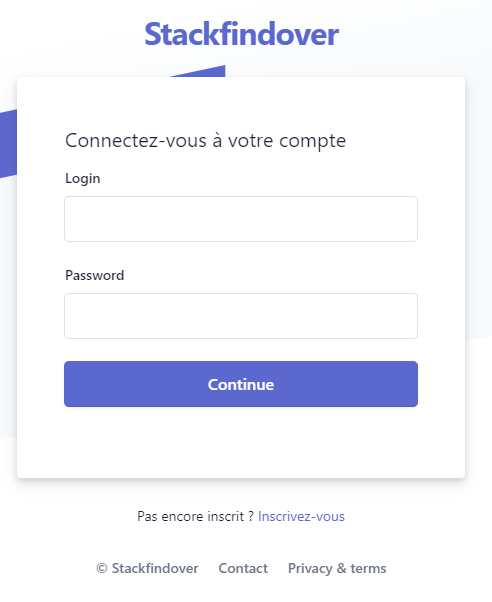 Stackfindover
Connectez-vous à votre compte
Login
Password
Continue
Pas encore inscrit ? Inscrivez-vous
© Stackfindover Contact Privacy & terms